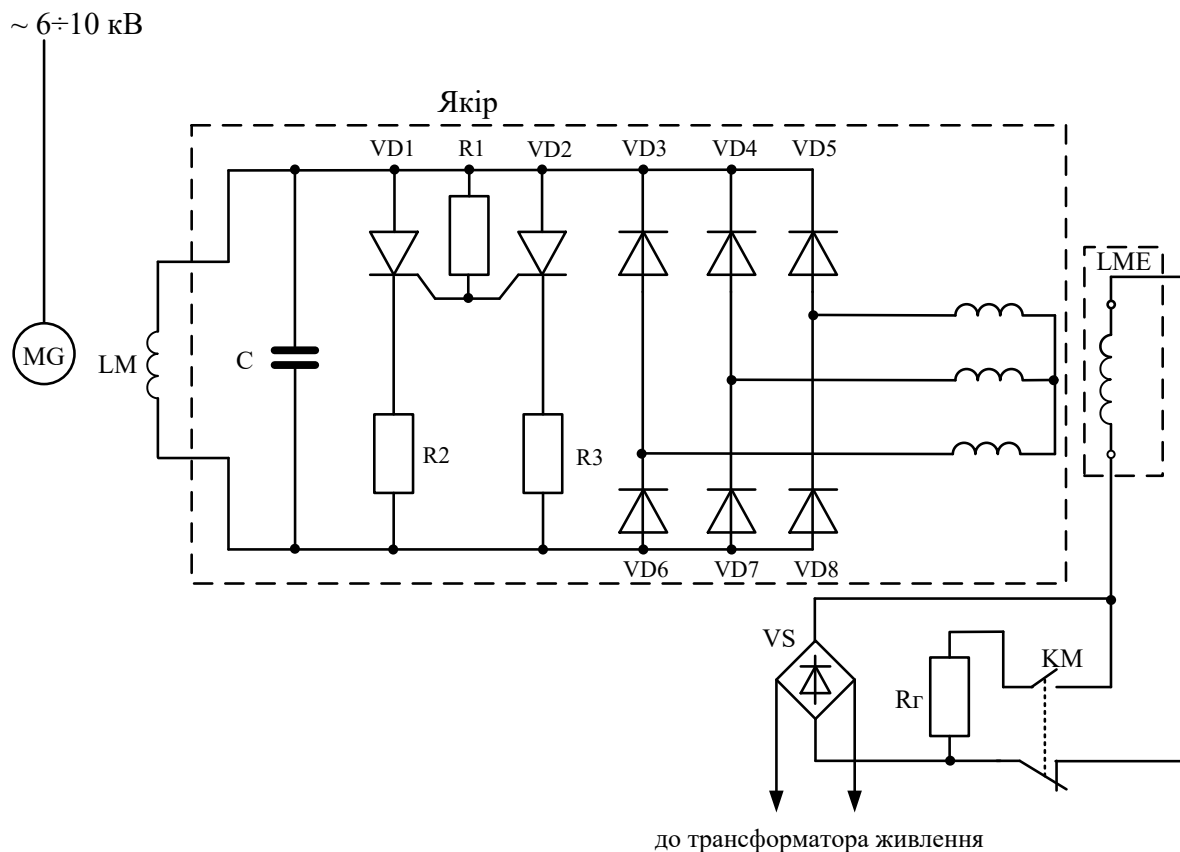 ~ 6÷10 кВ
Якір
VD1 R1 VD2 VD3 VD4 VD5
LME
MG
LM
C
R2
R3
VD6 VD7 VD8
VS
KM
Rг
до трансформатора живлення